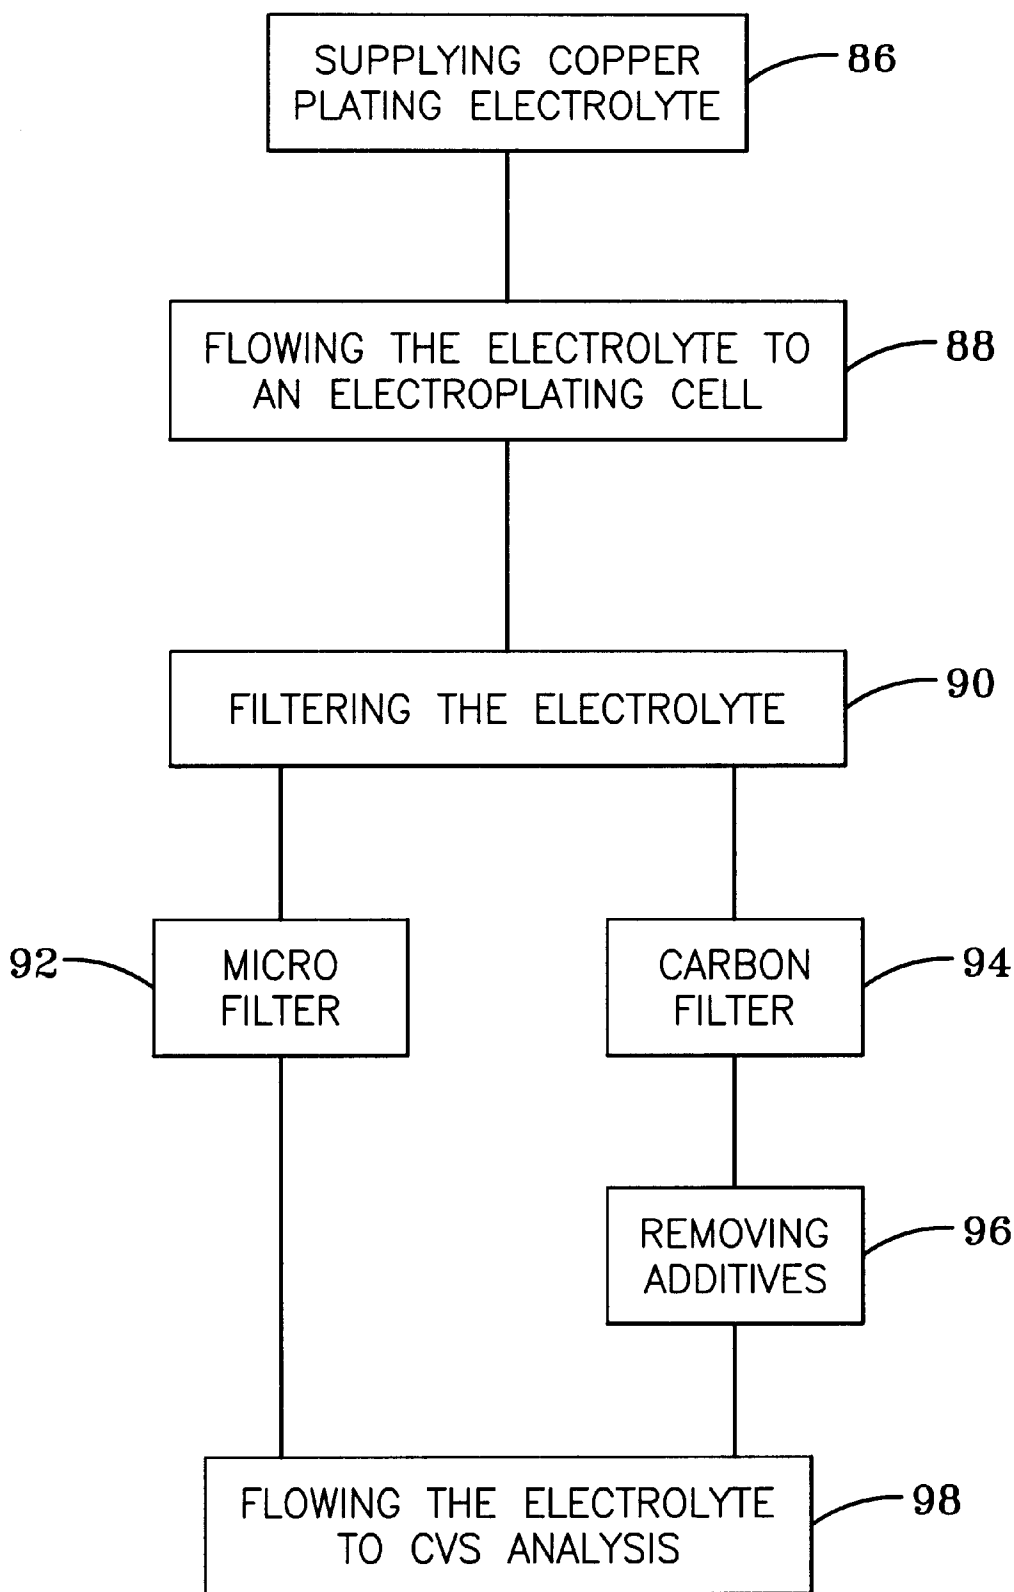 SUPPLYING COPPER
PLATING ELECTROLYTE
86
FLOWING THE ELECTROLYTE TO
AN ELECTROPLATING CELL
88
FILTERING THE ELECTROLYTE
90
92
MICRO
FILTER
CARBON
FILTER
94
REMOVING
ADDITIVES
96
FLOWING THE ELECTROLYTE
TO CVS ANALYSIS
98